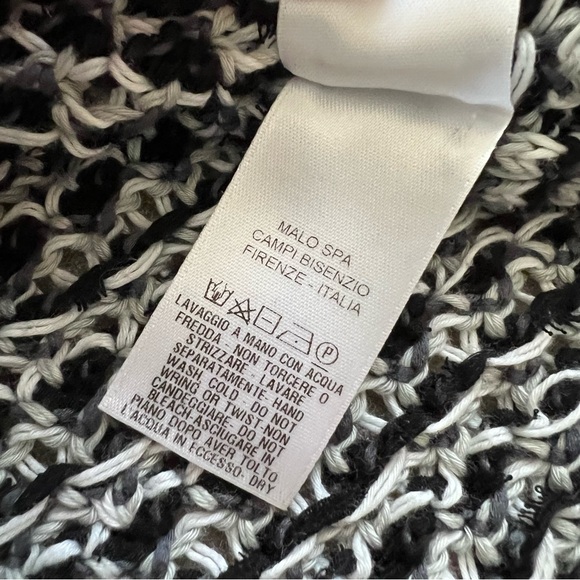 MALO SPA
CAMPI BISENZIO
FIRENZE - ITALIA
P
LAVAGGIO A MANO CON ACQUA
FREDDA - NON TORCERE O
STRIZZARE - LAVARE
SEPARATAMENTE. HAND
WASH COLD - DO NOT
WRING OR TWIST-NON
CANDEGGIARE. DO NOT
BLEACH. ASCIUGARE IN
PIANO DOPO AVER TOLTO
L'ACQUA IN ECCESSO. DRY